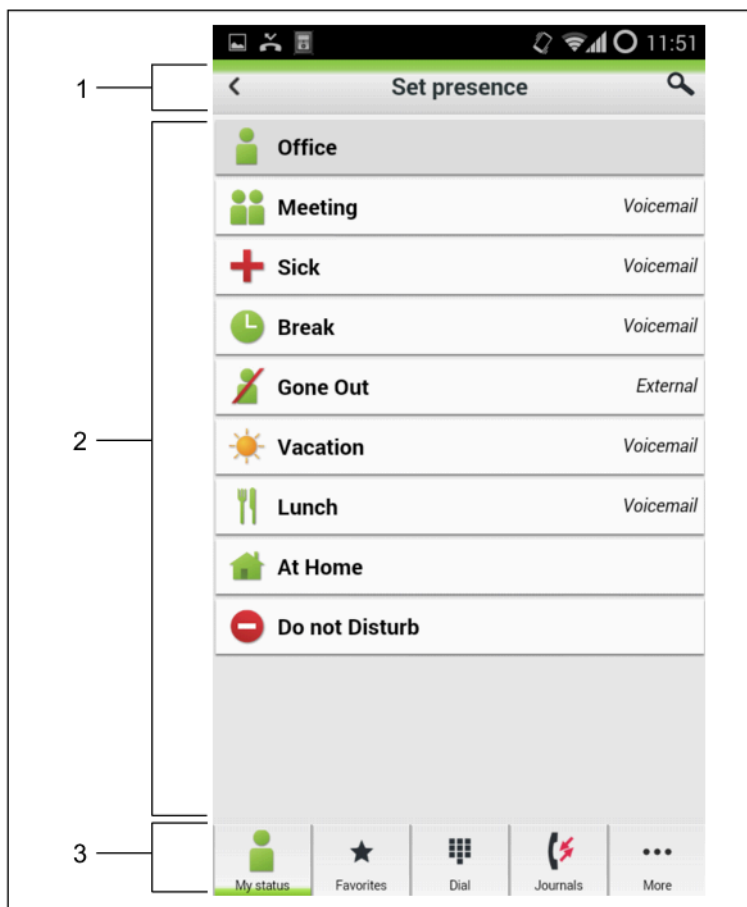 11:51
1
Set presence
Office
Meeting Voicemail
Sick Voicemail
Break Voicemail
2
Gone Out External
Vacation Voicemail
Lunch Voicemail
At Home
Do not Disturb
3
My status Favorites Dial Journals More